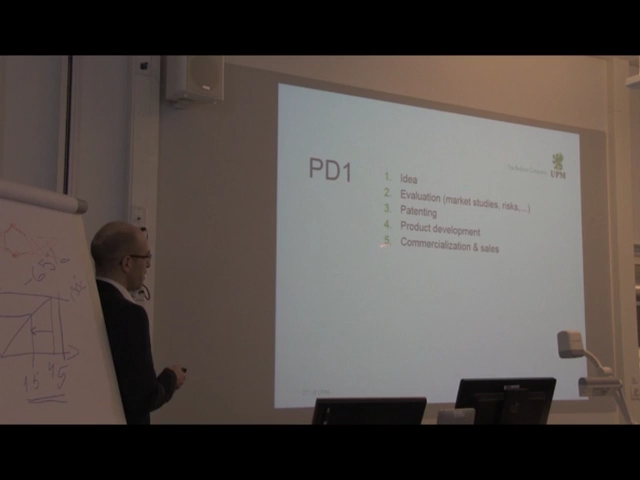 PD1
1. Idea
2. Evaluation (market studies, risks,...)
3. Patenting
4. Product development
5. Commercialization & sales
UPM
-65%
15 45